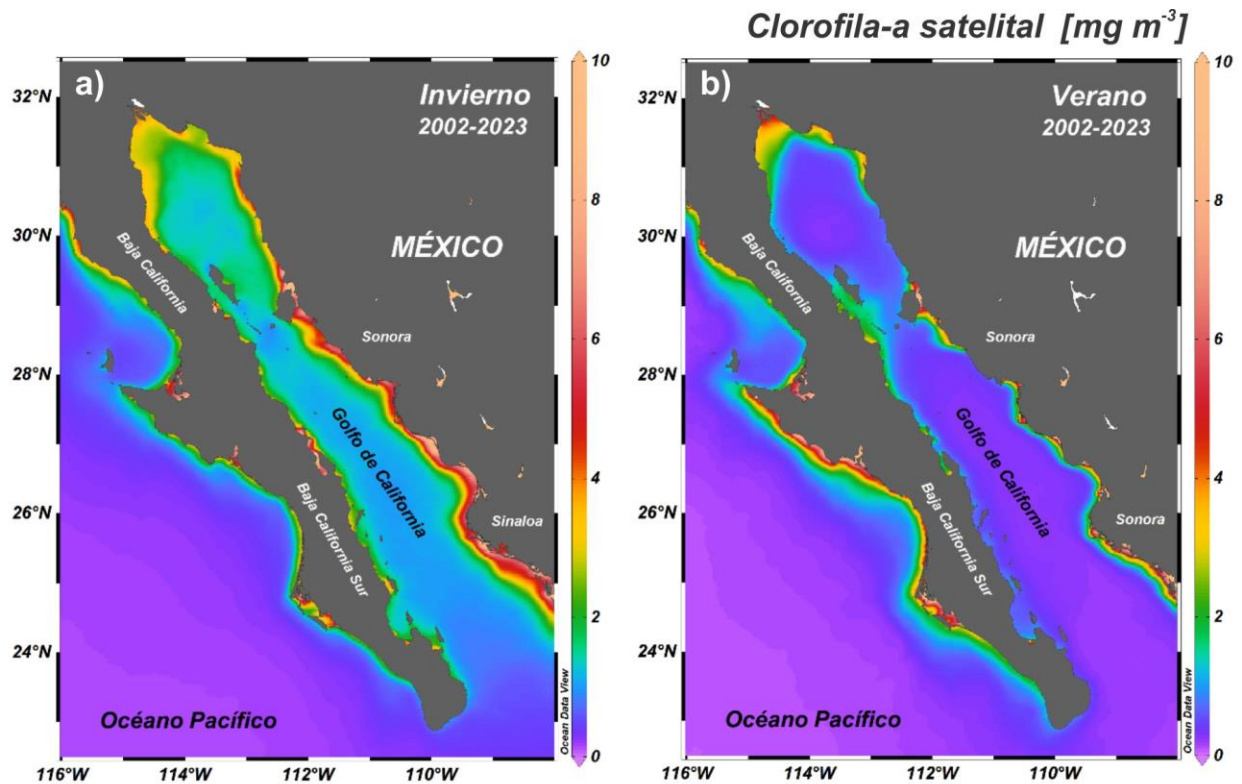 Clorofila-a satelital [mg m-3]
a)
Invierno
2002-2023
32°N
30°N
28°N
26°N
24°N
116°W
114°W
112°W
110°W
MÉXICO
Baja California
Sonora
Golfo de California
Baja California Sur
Sinaloa
Océano Pacífico
Ocean Data View
10
8
6
4
2
0
b)
Verano
2002-2023
32°N
30°N
28°N
26°N
24°N
116°W
114°W
112°W
110°W
MÉXICO
Baja California
Sonora
Golfo de California
Baja California Sur
Sonora
Océano Pacífico
Ocean Data View
10
8
6
4
2
0